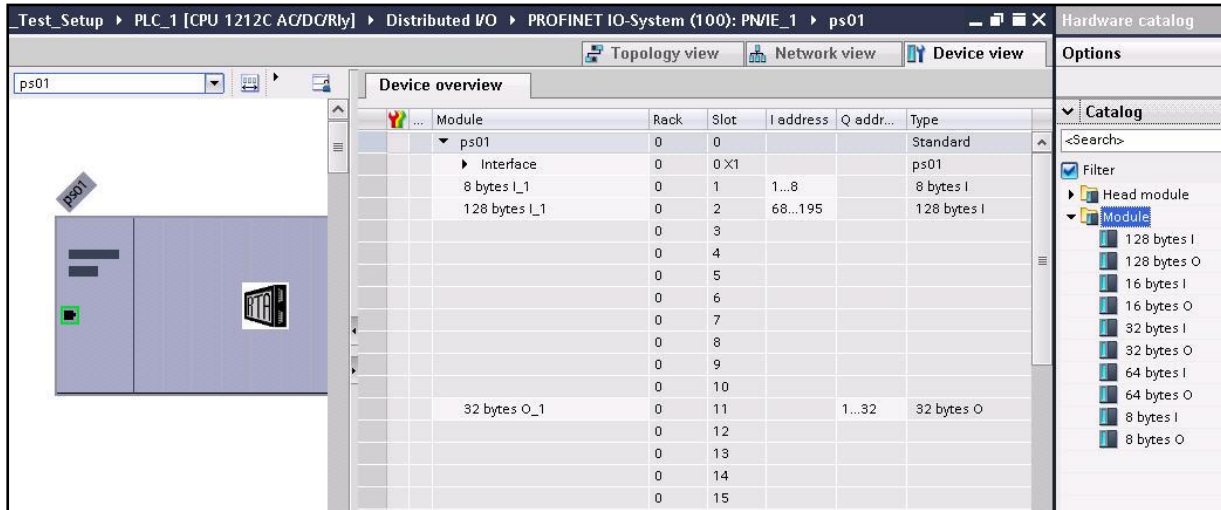 _Test_Setup ▸ PLC_1 [CPU 1212C AC/DC/Rly] ▸ Distributed I/O ▸ PROFINET IO-System (100): PN/IE_1 ▸ ps01
Hardware catalog
Topology view Network view Device view
Options
ps01
Device overview
... Module Rack Slot I address Q addr... Type
ps01 0 0 Standard
Interface 0 0 X1 ps01
8 bytes I_1 0 1 1...8 8 bytes I
128 bytes I_1 0 2 68...195 128 bytes I
0 3
0 4
0 5
0 6
0 7
0 8
0 9
0 10
32 bytes O_1 0 11 1...32 32 bytes O
0 12
0 13
0 14
0 15
ps01
RTA
Catalog
<Search>
Filter
Head module
Module
128 bytes I
128 bytes O
16 bytes I
16 bytes O
32 bytes I
32 bytes O
64 bytes I
64 bytes O
8 bytes I
8 bytes O